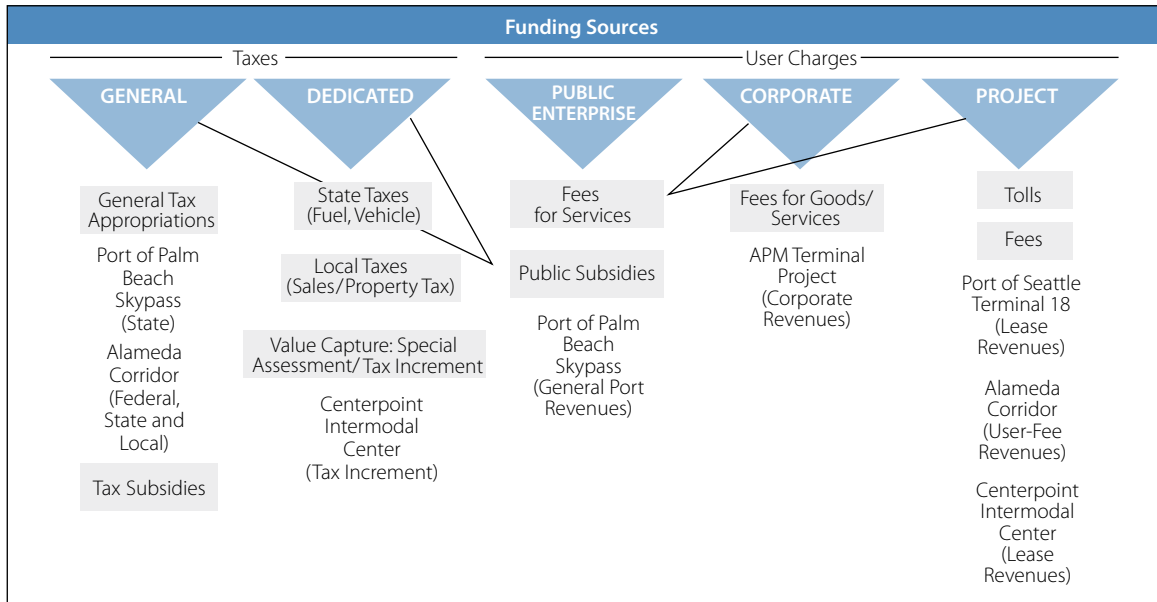 Funding Sources
Taxes
User Charges
GENERAL
DEDICATED
PUBLIC
ENTERPRISE
CORPORATE
PROJECT
General Tax
Appropriations
Port of Palm
Beach
Skypass
(State)
Alameda
Corridor
(Federal,
State and
Local)
Tax Subsidies
State Taxes
(Fuel, Vehicle)
Local Taxes
(Sales/Property Tax)
Value Capture: Special
Assessment/ Tax Increment
Centerpoint
Intermodal
Center
(Tax Increment)
Fees
for Services
Public Subsidies
Port of Palm
Beach
Skypass
(General Port
Revenues)
Fees for Goods/
Services
APM Terminal
Project
(Corporate
Revenues)
Tolls
Fees
Port of Seattle
Terminal 18
(Lease
Revenues)
Alameda
Corridor
(User-Fee
Revenues)
Centerpoint
Intermodal
Center
(Lease
Revenues)